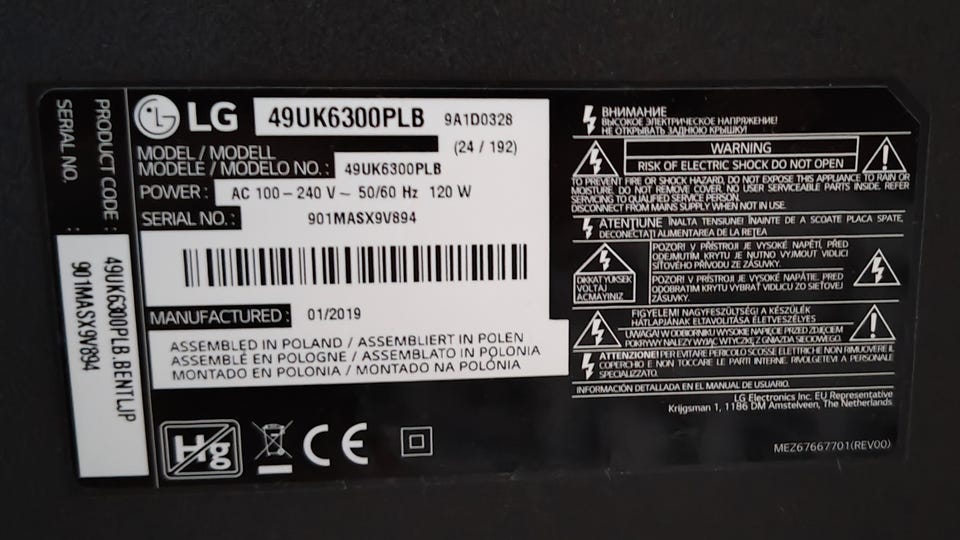 SERIAL NO. :
PRODUCT CODE :
49UK6300PLB.BENTLJP
901MASX9V894
LG 49UK6300PLB 9A1D0328
(24 / 192)
MODEL / MODELL
MODELE / MODELO NO. : 49UK6300PLB
POWER : AC 100 – 240 V ~ 50/60 Hz 120 W
SERIAL NO. : 901MASX9V894
MANUFACTURED : 01/2019
ASSEMBLED IN POLAND / ASSEMBLIERT IN POLEN
ASSEMBLÉ EN POLOGNE / ASSEMBLATO IN POLONIA
MONTADO EN POLONIA / MONTADO NA POLÓNIA
Hg
CE
ВНИМАНИЕ
ВЫСОКОЕ ЭЛЕКТРИЧЕСКОЕ НАПРЯЖЕНИЕ!
НЕ ОТКРЫВАТЬ ЗАДНЮЮ КРЫШКУ!
WARNING
RISK OF ELECTRIC SHOCK DO NOT OPEN
TO PREVENT FIRE OR SHOCK HAZARD, DO NOT EXPOSE THIS APPLIANCE TO RAIN OR
MOISTURE. DO NOT REMOVE COVER. NO USER SERVICEABLE PARTS INSIDE. REFER
SERVICING TO QUALIFIED SERVICE PERSON.
DISCONNECT FROM MAINS SUPPLY WHEN NOT IN USE.
ATENȚIUNE ÎNALTA TENSIUNE! ÎNAINTE DE A SCOATE PLACA SPATE,
DECONĘCTAȚI ALIMENTAREA DE LA REȚEA
DIKKAT YUKSEK
VOLTAJ
ACMAYINIZ
POZOR! V PŘÍSTROJI JE VYSOKÉ NAPĚTÍ, PŘED
ODEJMUTÍM KRYTU JE NUTNO VYJMOUT VIDLICI
SÍŤOVÉHO PŘÍVODU ZE ZÁSUVKY.
POZOR! V PRÍSTROJI JE VYSOKÉ NAPÄTIE, PRED
ODOBRATIM KRYTU VYBRAŤ VIDLICU ZO SIEŤOVEJ
ZÁSUVKY.
FIGYELEM! NAGYFESZÜLTSÉG! A KÉSZÜLÉK
HÁTLAPJÁNAK ELTÁVOLÍTÁSA ÉLETVESZÉLYES
UWAGA! W ODBIORNIKU WYSOKIE NAPIĘCIE PRZED ZDJĘCIEM
POKRYWY NALEŻY WYJĄĆ WTYCZKĘ Z GNIAZDA SIECIOWEGO.
ATTENZIONE! PER EVITARE PERICOLO SCOSSE ELETTRICHE NON RIMUOVERE IL
COPERCHIO E NON TOCCARE LE PARTI INTERNE. RIVOLGETEVI A PERSONALE
SPECIALIZZATO.
INFORMACIÓN DETALLADA EN EL MANUAL DE USUARIO.
LG Electronics Inc. EU Representative
Krijgsman 1, 1186 DM Amstelveen, The Netherlands
MEZ67667701(REV00)